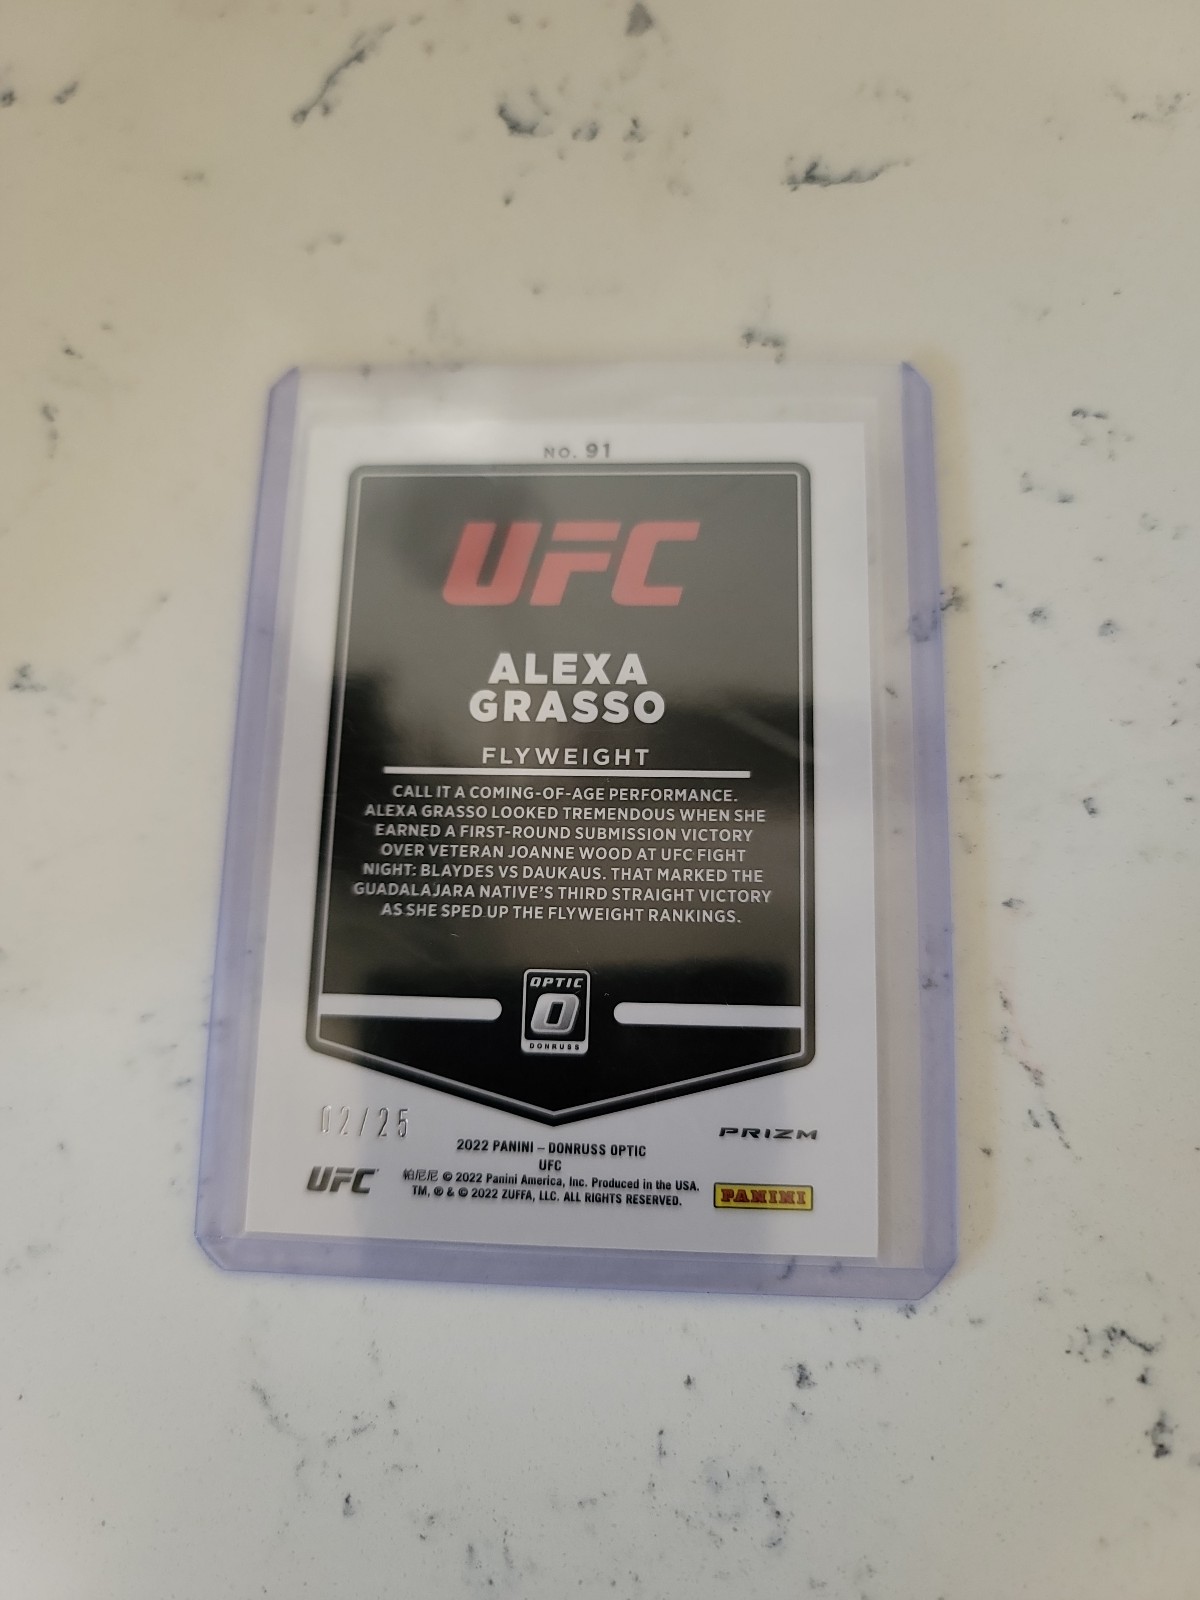 NO. 91
UFC
ALEXA
GRASSO
FLYWEIGHT
CALL IT A COMING-OF-AGE PERFORMANCE.
ALEXA GRASSO LOOKED TREMENDOUS WHEN SHE
EARNED A FIRST-ROUND SUBMISSION VICTORY
OVER VETERAN JOANNE WOOD AT UFC FIGHT
NIGHT: BLAYDES VS DAUKAUS. THAT MARKED THE
GUADALAJARA NATIVE'S THIRD STRAIGHT VICTORY
AS SHE SPED UP THE FLYWEIGHT RANKINGS.
OPTIC
O
DONRUSS
02/25
PRIZM
2022 PANINI – DONRUSS OPTIC
UFC
UFC
帕尼尼 © 2022 Panini America, Inc. Produced in the USA.
TM, ® & © 2022 ZUFFA, LLC. ALL RIGHTS RESERVED.
PANINI